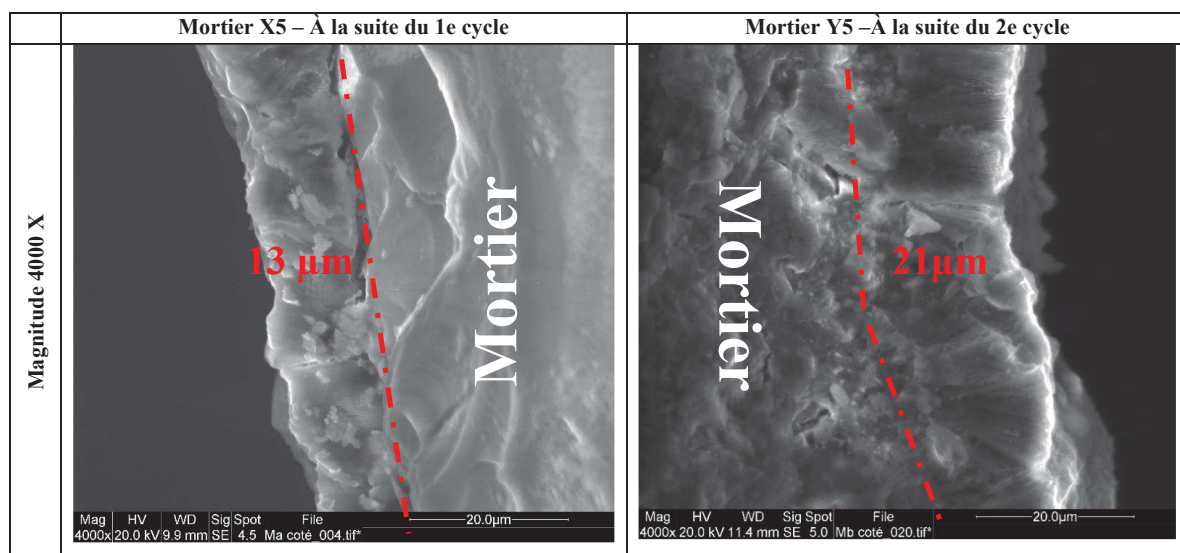 Mortier X5 – À la suite du 1e cycle
Mortier Y5 –À la suite du 2e cycle
Magnitude 4000 X
13 µm
Mortier
Mag HV WD Sig Spot File 20.0µm
4000x 20.0 kV 9.9 mm SE 4.5 Ma coté_004.tif*
Mortier
21µm
Mag HV WD Sig Spot File 20.0µm
4000x 20.0 kV 11.4 mm SE 5.0 Mb coté_020.tif*